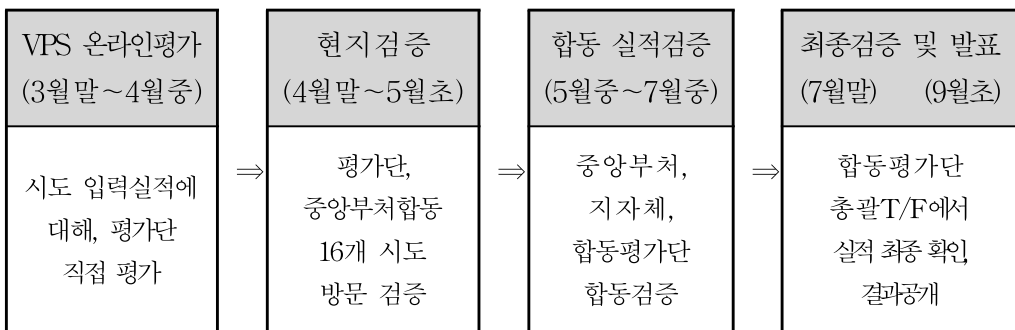 VPS 온라인평가
(3월말~4월중)
시도 입력실적에
대해, 평가단
직접 평가
⇒
현지검증
(4월말~5월초)
평가단,
중앙부처합동
16개 시도
방문 검증
⇒
합동 실적검증
(5월중~7월중)
중앙부처,
지자체,
합동평가단
합동검증
⇒
최종검증 및 발표
(7월말) (9월초)
합동평가단
총괄T/F에서
실적 최종 확인,
결과공개